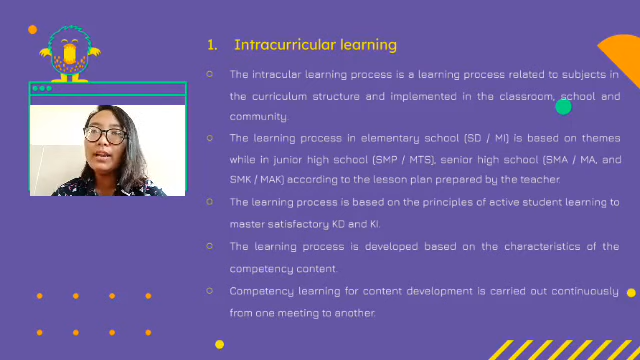 1. Intracurricular learning
The intracular learning process is a learning process related to subjects in
the curriculum structure and implemented in the classroom, school and
community.
The learning process in elementary school (SD / MI) is based on themes
while in junior high school (SMP / MTS), senior high school (SMA / MA, and
SMK / MAK) according to the lesson plan prepared by the teacher.
The learning process is based on the principles of active student learning to
master satisfactory KD and KI.
The learning process is developed based on the characteristics of the
competency content.
Competency learning for content development is carried out continuously
from one meeting to another.